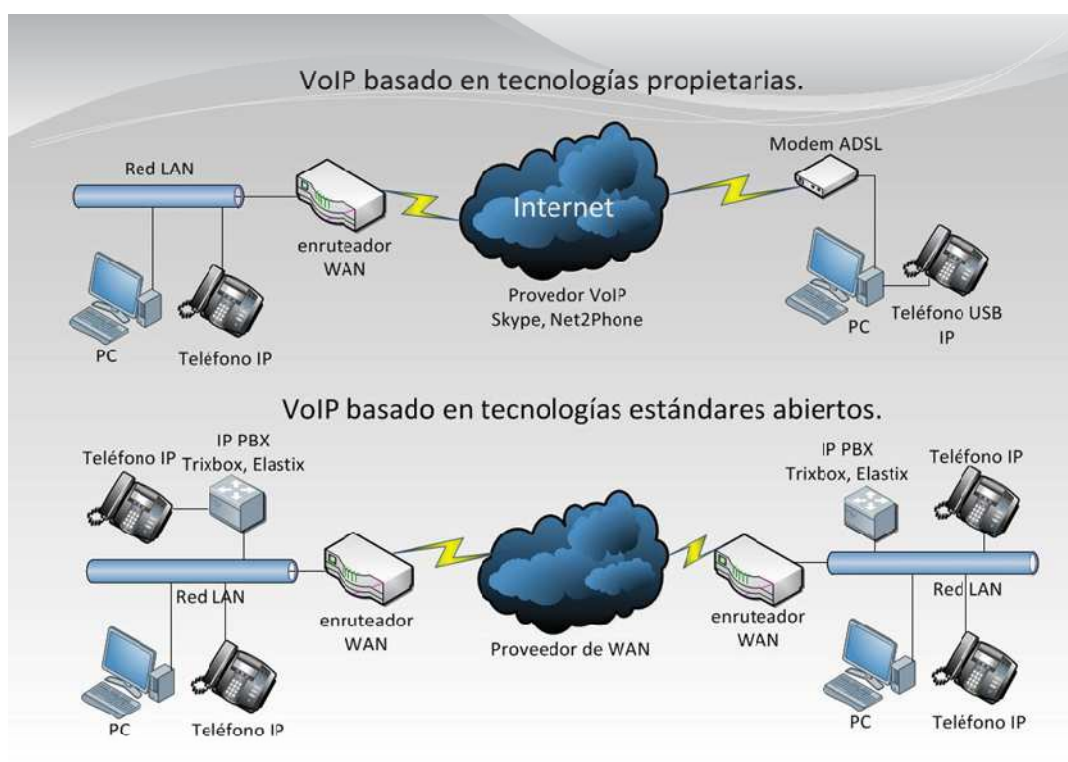 VoIP basado en tecnologías propietarias.
Red LAN
Modem ADSL
Internet
enruteador
WAN
Provedor VoIP
Skype, Net2Phone
PC
Teléfono IP
PC
Teléfono USB
IP
VoIP basado en tecnologías estándares abiertos.
Teléfono IP
IP PBX
Trixbox, Elastix
IP PBX
Trixbox, Elastix
Teléfono IP
Red LAN
enruteador
WAN
Proveedor de WAN
enruteador
WAN
Red LAN
PC
Teléfono IP
PC
Teléfono IP